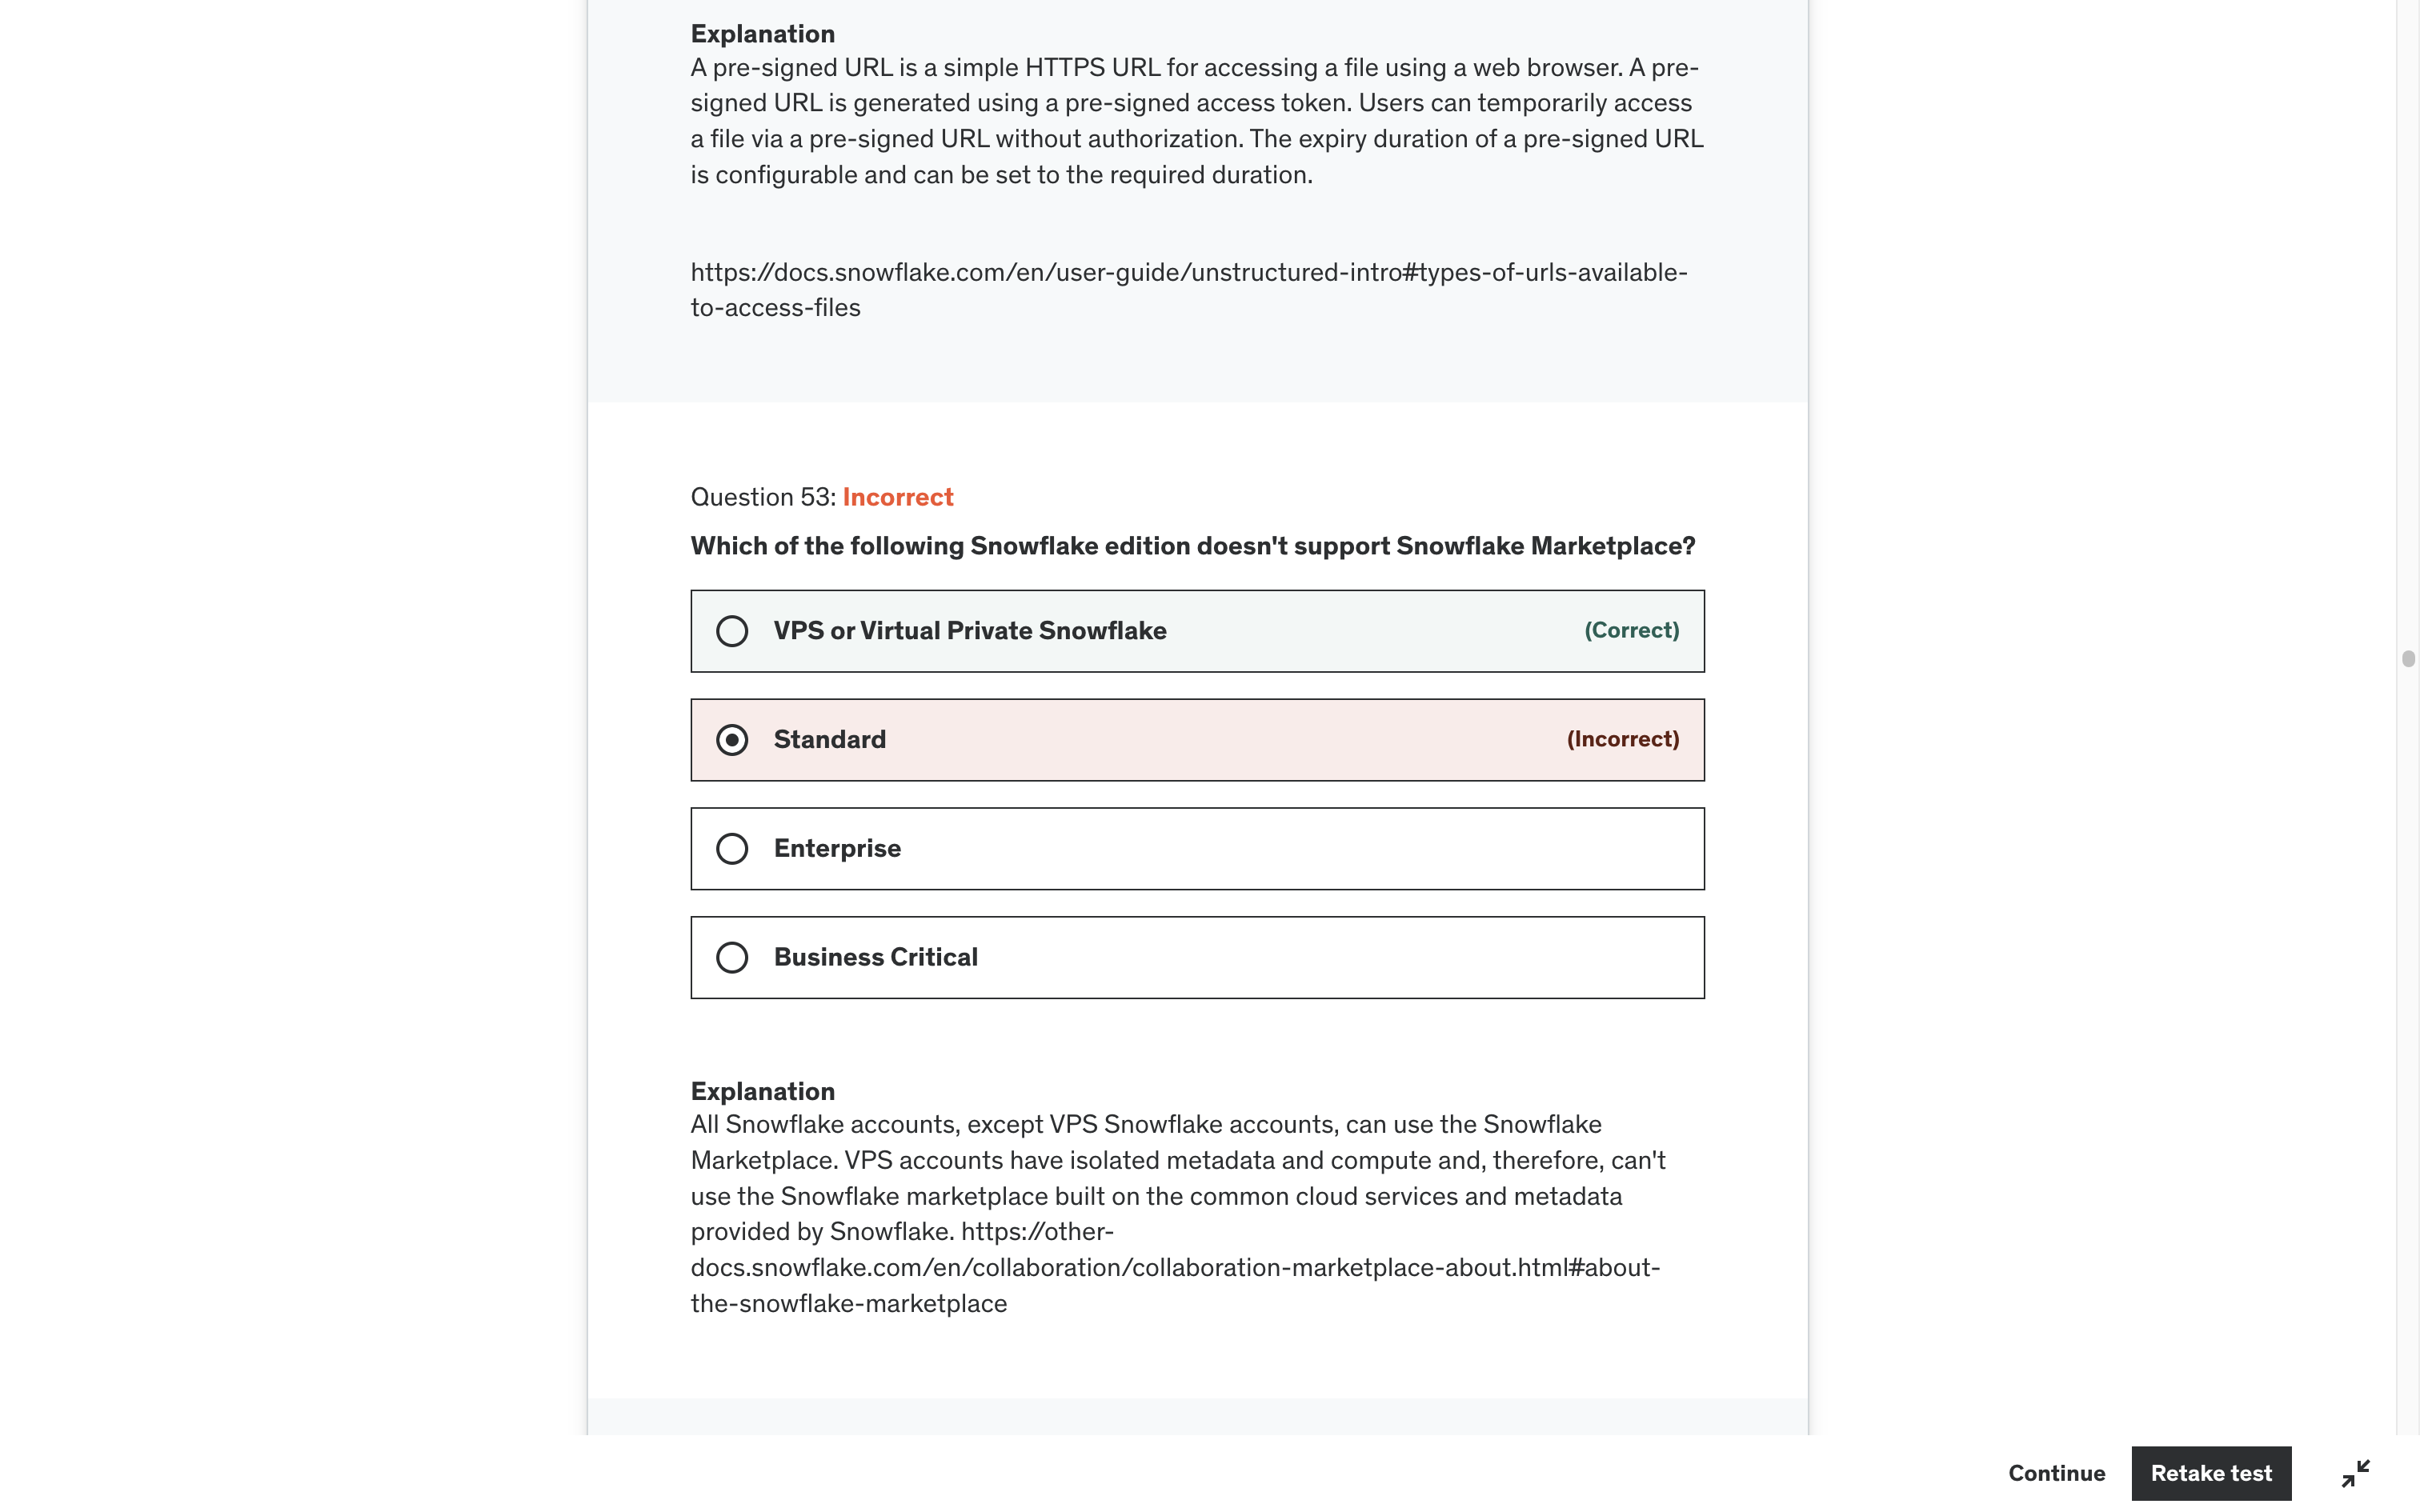 Explanation
A pre-signed URL is a simple HTTPS URL for accessing a file using a web browser. A pre-
signed URL is generated using a pre-signed access token. Users can temporarily access
a file via a pre-signed URL without authorization. The expiry duration of a pre-signed URL
is configurable and can be set to the required duration.
https://docs.snowflake.com/en/user-guide/unstructured-intro#types-of-urls-available-
to-access-files
Question 53: Incorrect
Which of the following Snowflake edition doesn't support Snowflake Marketplace?
VPS or Virtual Private Snowflake (Correct)
Standard (Incorrect)
Enterprise
Business Critical
Explanation
All Snowflake accounts, except VPS Snowflake accounts, can use the Snowflake
Marketplace. VPS accounts have isolated metadata and compute and, therefore, can't
use the Snowflake marketplace built on the common cloud services and metadata
provided by Snowflake. https://other-
docs.snowflake.com/en/collaboration/collaboration-marketplace-about.html#about-
the-snowflake-marketplace
Continue Retake test